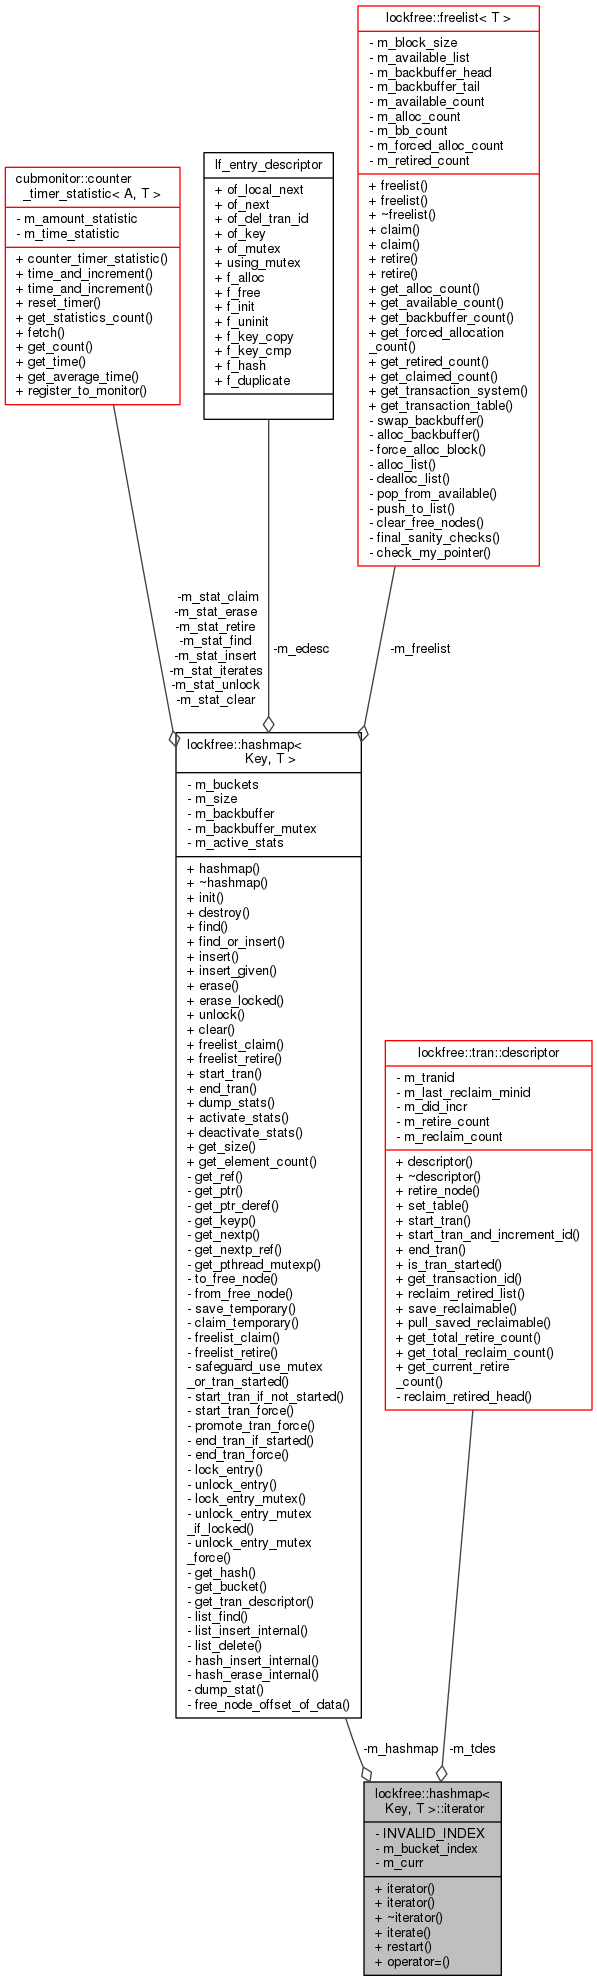 lockfree::freelist< T >
- m_block_size
- m_available_list
- m_backbuffer_head
- m_backbuffer_tail
- m_available_count
- m_alloc_count
- m_bb_count
- m_forced_alloc_count
- m_retired_count
+ freelist()
+ freelist()
+ ~freelist()
+ claim()
+ claim()
+ retire()
+ retire()
+ get_alloc_count()
+ get_available_count()
+ get_backbuffer_count()
+ get_forced_allocation
_count()
+ get_retired_count()
+ get_claimed_count()
+ get_transaction_system()
+ get_transaction_table()
- swap_backbuffer()
- alloc_backbuffer()
- force_alloc_block()
- alloc_list()
- dealloc_list()
- pop_from_available()
- push_to_list()
- clear_free_nodes()
- final_sanity_checks()
- check_my_pointer()
lf_entry_descriptor
+ of_local_next
+ of_next
+ of_del_tran_id
+ of_key
+ of_mutex
+ using_mutex
+ f_alloc
+ f_free
+ f_init
+ f_uninit
+ f_key_copy
+ f_key_cmp
+ f_hash
+ f_duplicate
cubmonitor::counter
_timer_statistic< A, T >
- m_amount_statistic
- m_time_statistic
+ counter_timer_statistic()
+ time_and_increment()
+ time_and_increment()
+ reset_timer()
+ get_statistics_count()
+ fetch()
+ get_count()
+ get_time()
+ get_average_time()
+ register_to_monitor()
-m_stat_claim
-m_stat_erase
-m_stat_retire
-m_stat_find
-m_stat_insert
-m_stat_iterates
-m_stat_unlock
-m_stat_clear
-m_edesc
-m_freelist
lockfree::hashmap<
Key, T >
- m_buckets
- m_size
- m_backbuffer
- m_backbuffer_mutex
- m_active_stats
+ hashmap()
+ ~hashmap()
+ init()
+ destroy()
+ find()
+ find_or_insert()
+ insert()
+ insert_given()
+ erase()
+ erase_locked()
+ unlock()
+ clear()
+ freelist_claim()
+ freelist_retire()
+ start_tran()
+ end_tran()
+ dump_stats()
+ activate_stats()
+ deactivate_stats()
+ get_size()
+ get_element_count()
- get_ref()
- get_ptr()
- get_ptr_deref()
- get_keyp()
- get_nextp()
- get_nextp_ref()
- get_pthread_mutexp()
- to_free_node()
- from_free_node()
- save_temporary()
- claim_temporary()
- freelist_claim()
- freelist_retire()
- safeguard_use_mutex
_or_tran_started()
- start_tran_if_not_started()
- start_tran_force()
- promote_tran_force()
- end_tran_if_started()
- end_tran_force()
- lock_entry()
- unlock_entry()
- lock_entry_mutex()
- unlock_entry_mutex
_if_locked()
- unlock_entry_mutex
_force()
- get_hash()
- get_bucket()
- get_tran_descriptor()
- list_find()
- list_insert_internal()
- list_delete()
- hash_insert_internal()
- hash_erase_internal()
- dump_stat()
- free_node_offset_of_data()
lockfree::tran::descriptor
- m_tranid
- m_last_reclaim_minid
- m_did_incr
- m_retire_count
- m_reclaim_count
+ descriptor()
+ ~descriptor()
+ retire_node()
+ set_table()
+ start_tran()
+ start_tran_and_increment_id()
+ end_tran()
+ is_tran_started()
+ get_transaction_id()
+ reclaim_retired_list()
+ save_reclaimable()
+ pull_saved_reclaimable()
+ get_total_retire_count()
+ get_total_reclaim_count()
+ get_current_retire
_count()
- reclaim_retired_head()
-m_hashmap
-m_tdes
lockfree::hashmap<
Key, T >::iterator
- INVALID_INDEX
- m_bucket_index
- m_curr
+ iterator()
+ iterator()
+ ~iterator()
+ iterate()
+ restart()
+ operator=()